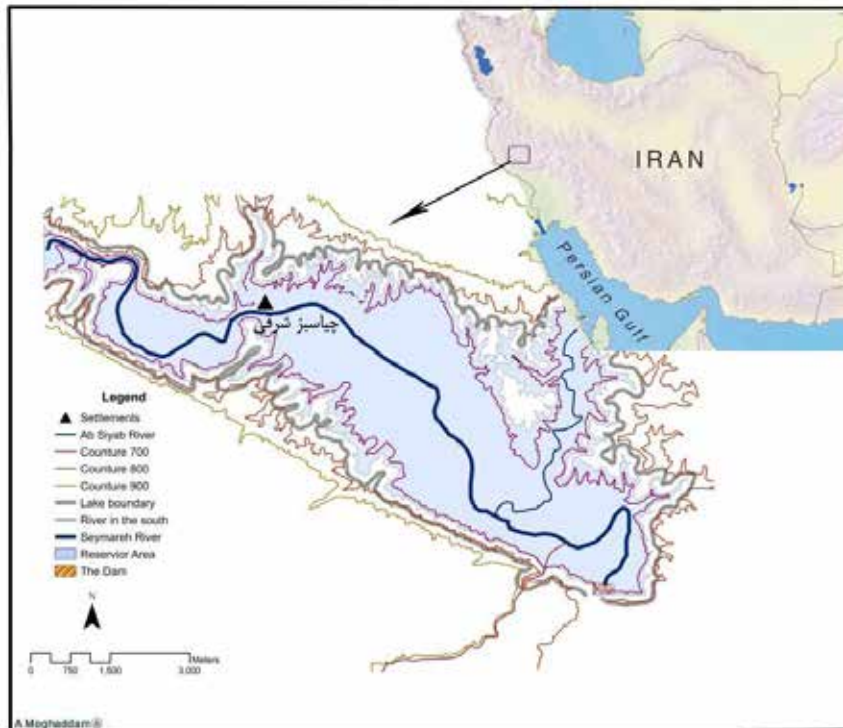 IRAN
Persian Gulf
چیاسبز شرقی
Legend
Settlements
Ab Siyab River
Counture 700
Counture 800
Counture 900
Lake boundary
River in the south
Seymareh River
Reservior Area
The Dam
N
Meters
0 750 1,500 3,000
A Moghaddam